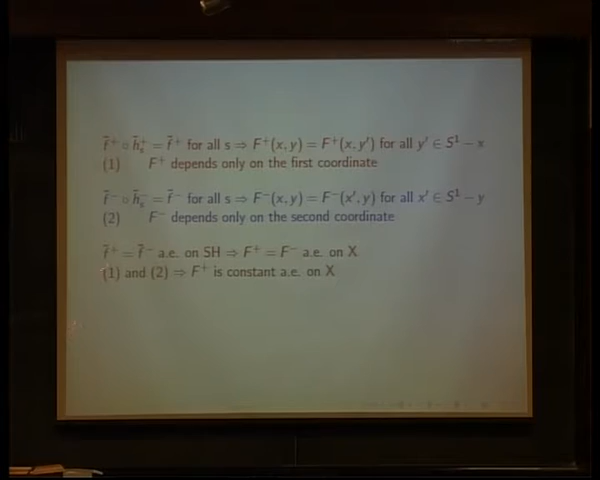 f̄⁺ ∘ h̄ₛ⁺ = f̄⁺ for all s ⇒ F⁺(x, y) = F⁺(x, y′) for all y′ ∈ S¹ − x
(1) F⁺ depends only on the first coordinate
f̄⁻ ∘ h̄ₛ⁻ = f̄⁻ for all s ⇒ F⁻(x, y) = F⁻(x′, y) for all x′ ∈ S¹ − y
(2) F⁻ depends only on the second coordinate
f̄⁺ = f̄⁻ a.e. on SH ⇒ F⁺ = F⁻ a.e. on X
(1) and (2) ⇒ F⁺ is constant a.e. on X